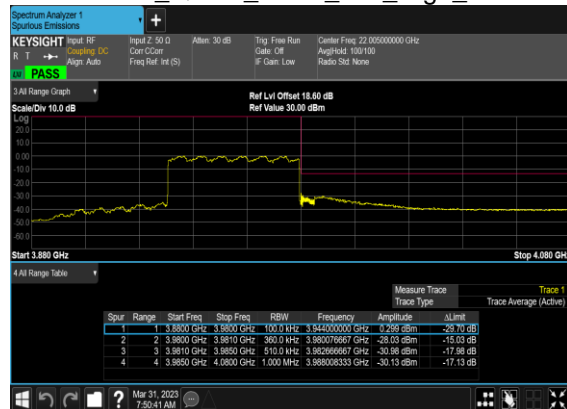 Spectrum Analyzer 1
Spurious Emissions
+
KEYSIGHT Input: RF Input Z: 50 Ω Atten: 30 dB Trig: Free Run Center Freq: 22.005000000 GHz
R T Coupling: DC Corr CCorr Gate: Off Avg|Hold: 100/100
Align: Auto Freq Ref: Int (S) IF Gain: Low Radio Std: None
PASS
3 All Range Graph Ref Lvl Offset 18.60 dB
Scale/Div 10.0 dB Ref Value 30.00 dBm
Log
20.0
10.0
0.00
-10.0
-20.0
-30.0
-40.0
-50.0
-60.0
Start 3.880 GHz Stop 4.080 GH
4 All Range Table
Measure Trace Trace 1
Trace Type Trace Average (Active)
Spur Range Start Freq Stop Freq RBW Frequency Amplitude ΔLimit
1 1 3.8800 GHz 3.9800 GHz 100.0 kHz 3.944000000 GHz 0.299 dBm -29.70 dB
2 2 3.9800 GHz 3.9810 GHz 360.0 kHz 3.980076667 GHz -28.03 dBm -15.03 dB
3 3 3.9810 GHz 3.9850 GHz 510.0 kHz 3.982666667 GHz -30.98 dBm -17.98 dB
4 4 3.9850 GHz 4.0800 GHz 1.000 MHz 3.988008333 GHz -30.13 dBm -17.13 dB
? Mar 31, 2023
7:50:41 AM